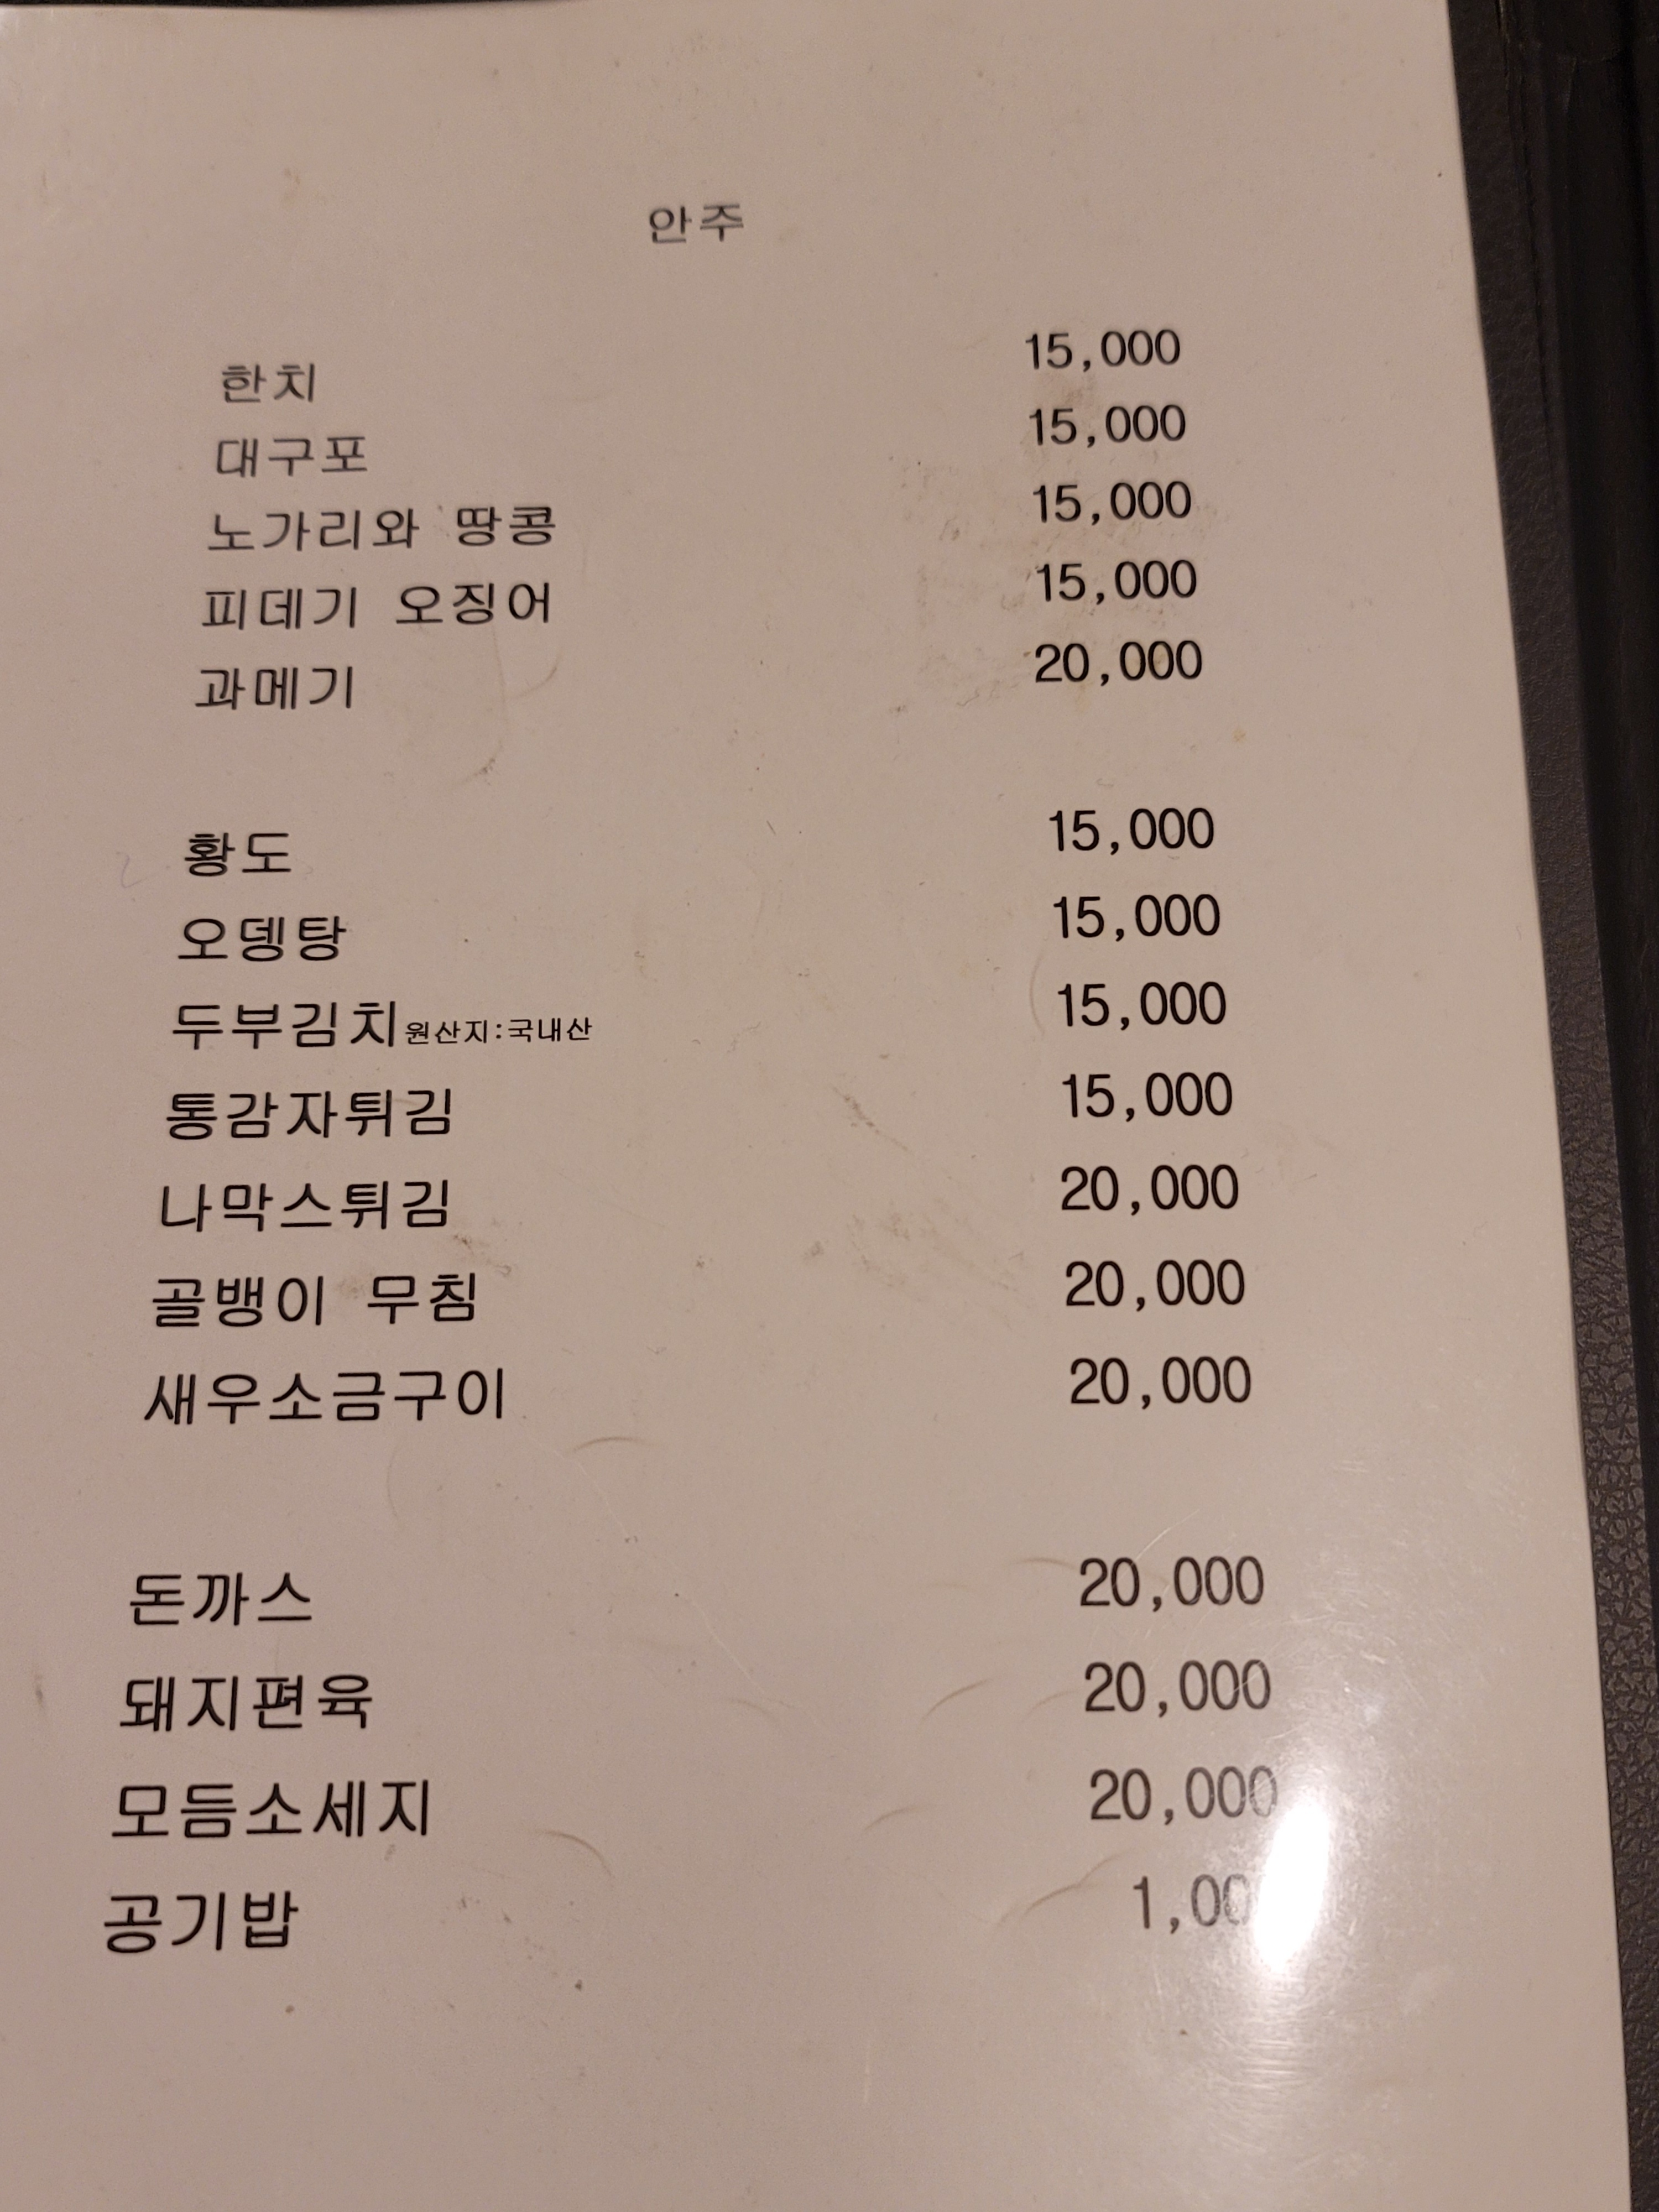 안주
한치 15,000
대구포 15,000
노가리와 땅콩 15,000
피데기 오징어 15,000
과메기 20,000
황도 15,000
오뎅탕 15,000
두부김치원산지:국내산 15,000
통감자튀김 15,000
나막스튀김 20,000
골뱅이 무침 20,000
새우소금구이 20,000
돈까스 20,000
돼지편육 20,000
모듬소세지 20,000
공기밥